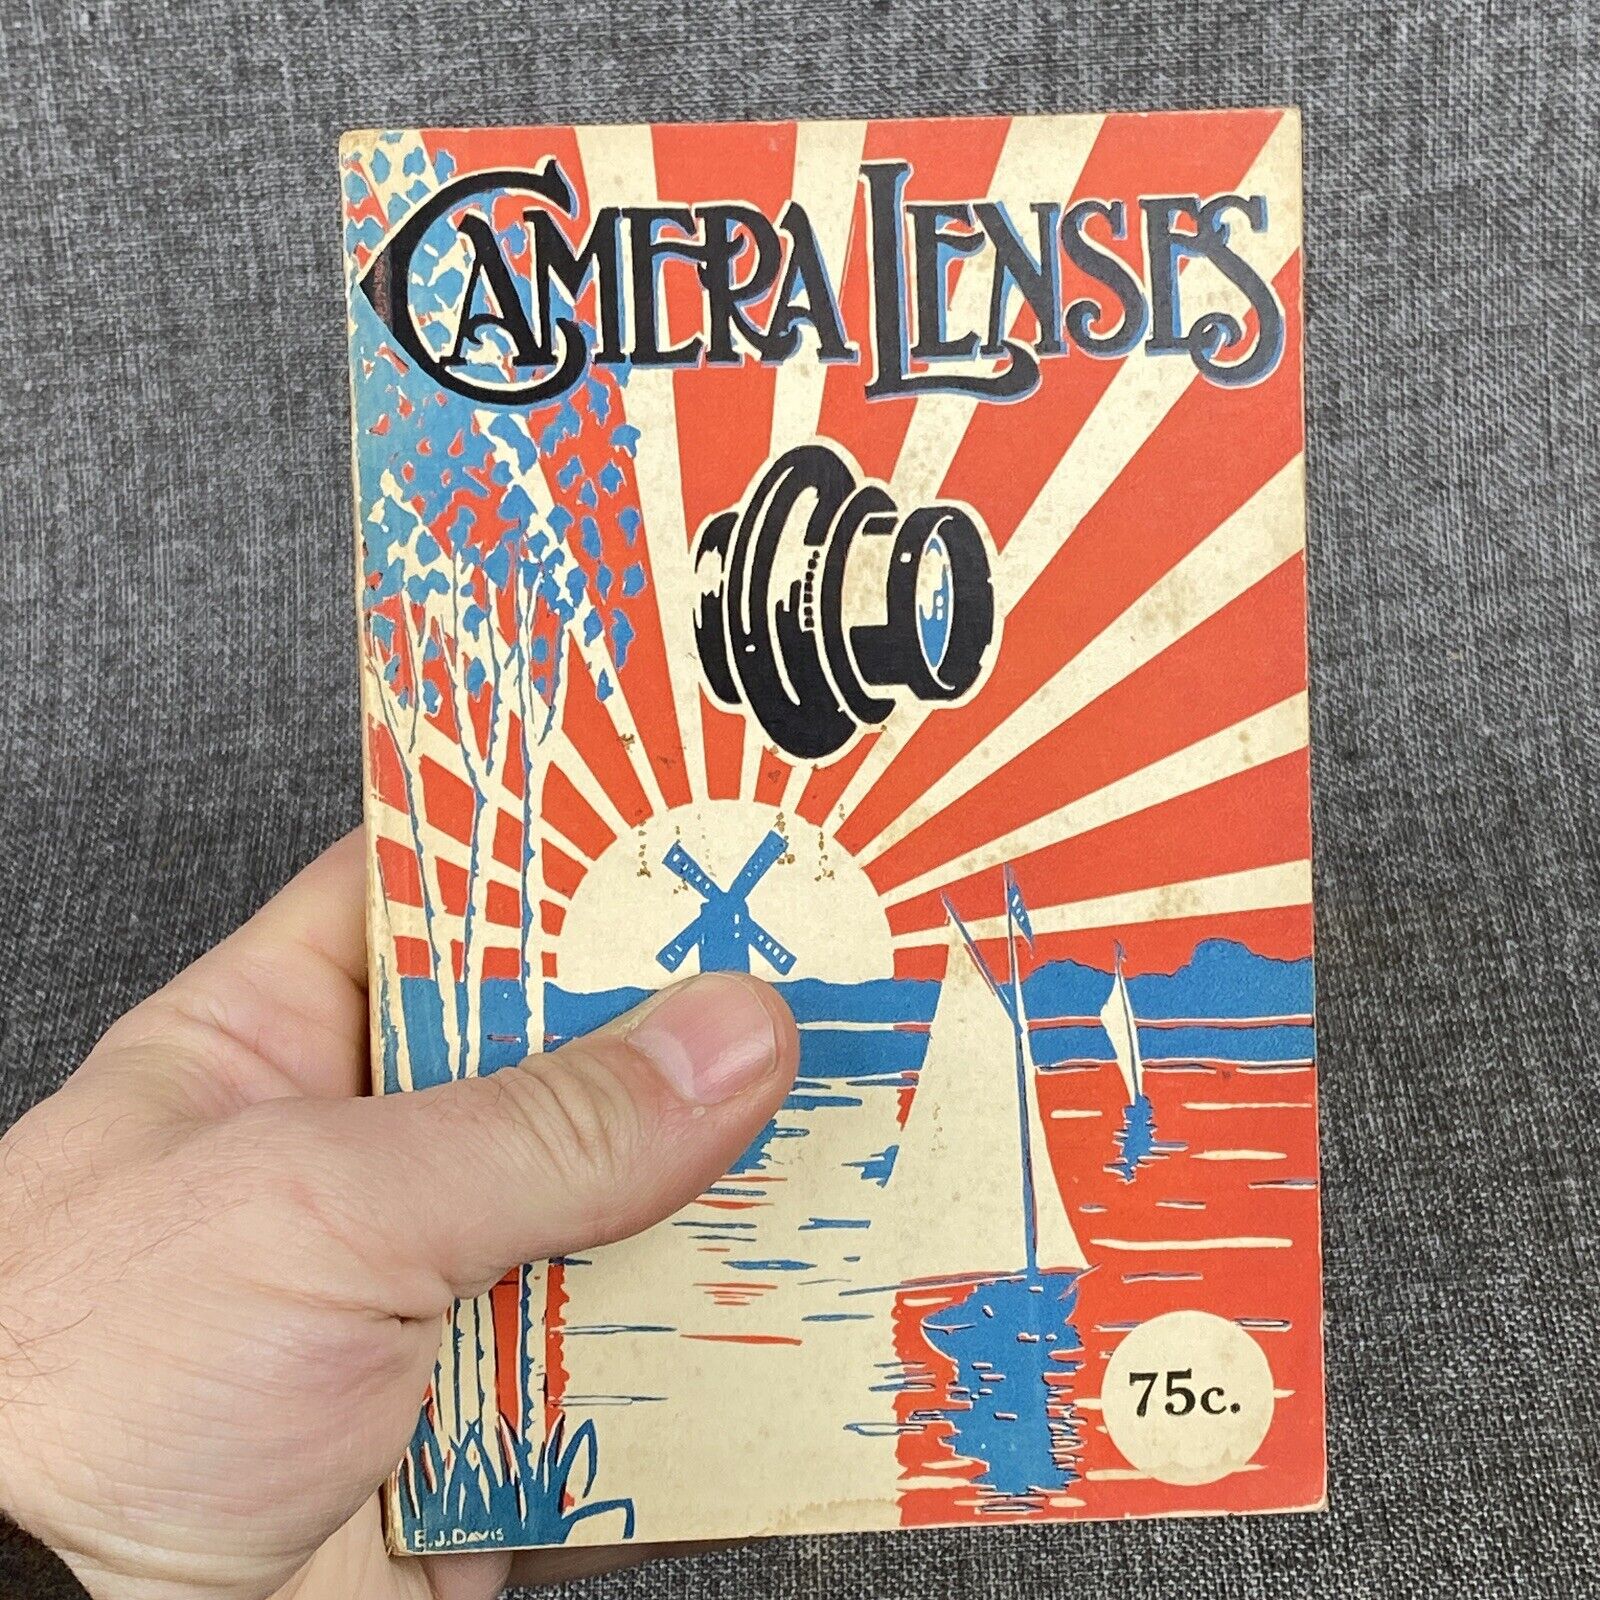 CAMERA LENSES
75c.
E.J. DAVIS